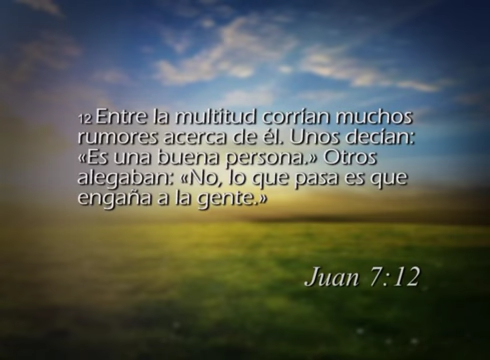 12 Entre la multitud corrían muchos
rumores acerca de él. Unos decían:
«Es una buena persona.» Otros
alegaban: «No, lo que pasa es que
engaña a la gente.»
Juan 7:12